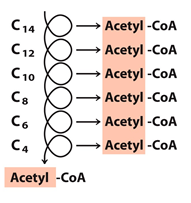 C14 Acetyl -CoA
C12 Acetyl -CoA
C10 Acetyl -CoA
C8 Acetyl -CoA
C6 Acetyl -CoA
C4 Acetyl -CoA
Acetyl -CoA